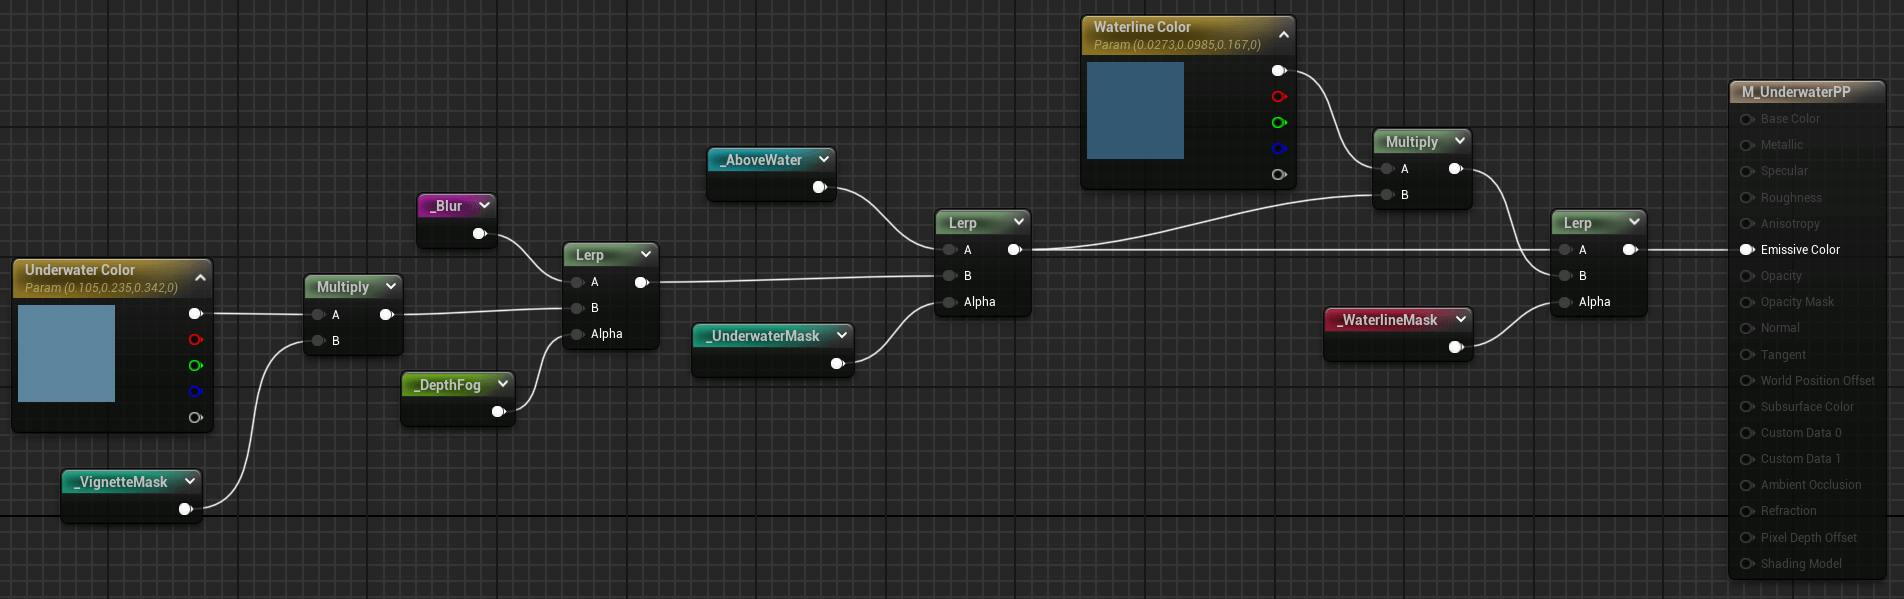 Underwater Color
Param (0.105,0.235,0.342,0)
_VignetteMask
Multiply
A
B
_Blur
_DepthFog
Lerp
A
B
Alpha
_AboveWater
_UnderwaterMask
Lerp
A
B
Alpha
Waterline Color
Param (0.0273,0.0985,0.167,0)
Multiply
A
B
_WaterlineMask
Lerp
A
B
Alpha
M_UnderwaterPP
Base Color
Metallic
Specular
Roughness
Anisotropy
Emissive Color
Opacity
Opacity Mask
Normal
Tangent
World Position Offset
Subsurface Color
Custom Data 0
Custom Data 1
Ambient Occlusion
Refraction
Pixel Depth Offset
Shading Model